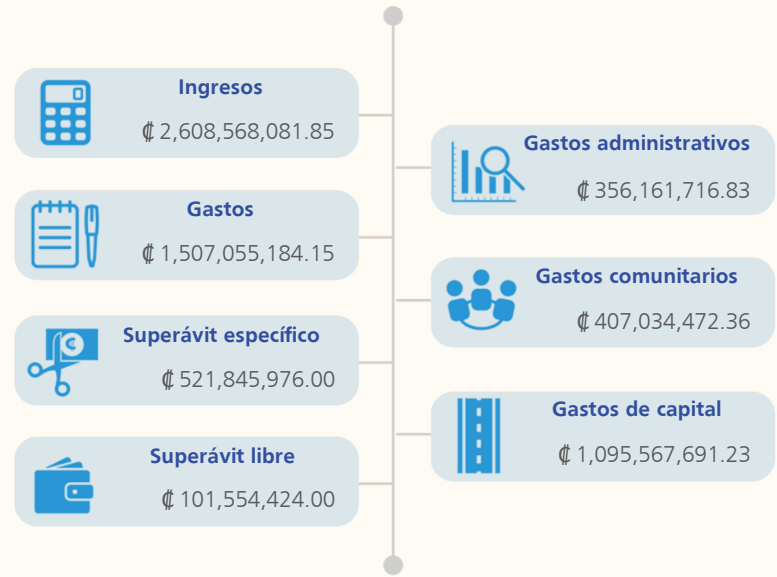 Ingresos
₡ 2,608,568,081.85
Gastos
₡ 1,507,055,184.15
Superávit específico
₡ 521,845,976.00
Superávit libre
₡ 101,554,424.00
Gastos administrativos
₡ 356,161,716.83
Gastos comunitarios
₡ 407,034,472.36
Gastos de capital
₡ 1,095,567,691.23